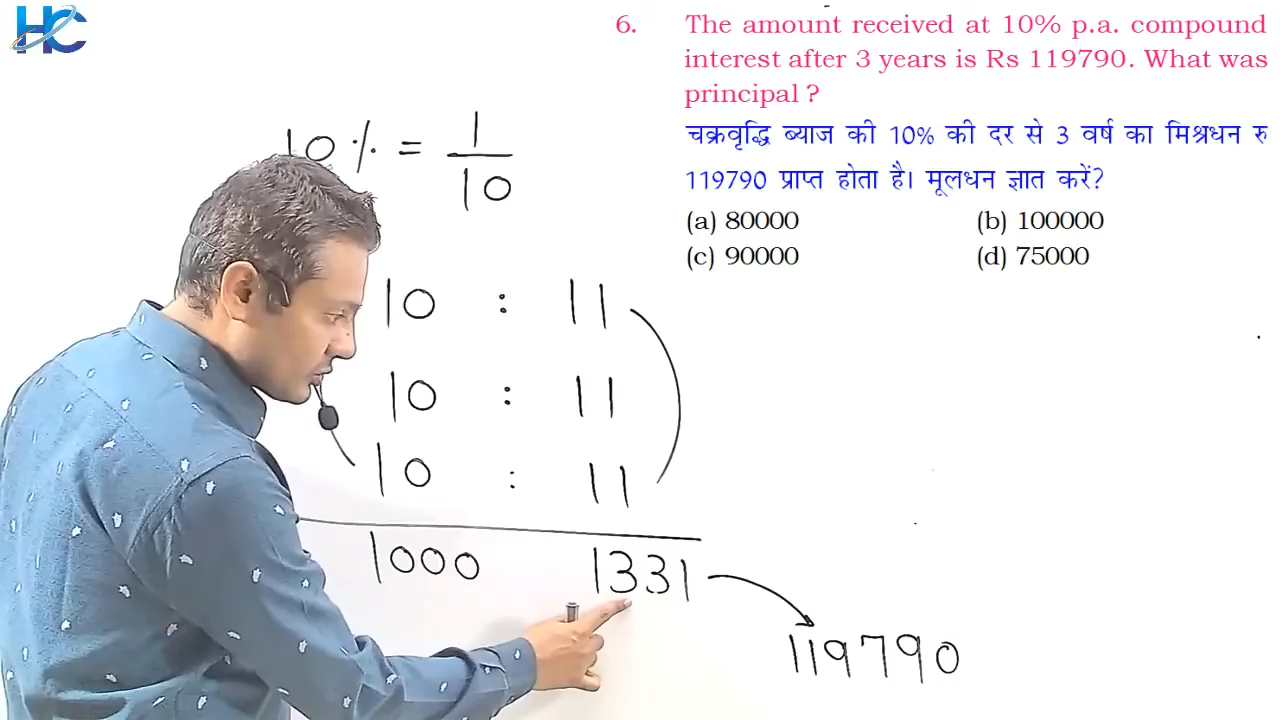 HC
6. The amount received at 10% p.a. compound
interest after 3 years is Rs 119790. What was
principal ?
चक्रवृद्धि ब्याज की 10% की दर से 3 वर्ष का मिश्रधन रु
119790 प्राप्त होता है। मूलधन ज्ञात करें?
(a) 80000 (b) 100000
(c) 90000 (d) 75000
10% = 1/10
10 : 11
10 : 11
10 : 11
1000 1331
119790